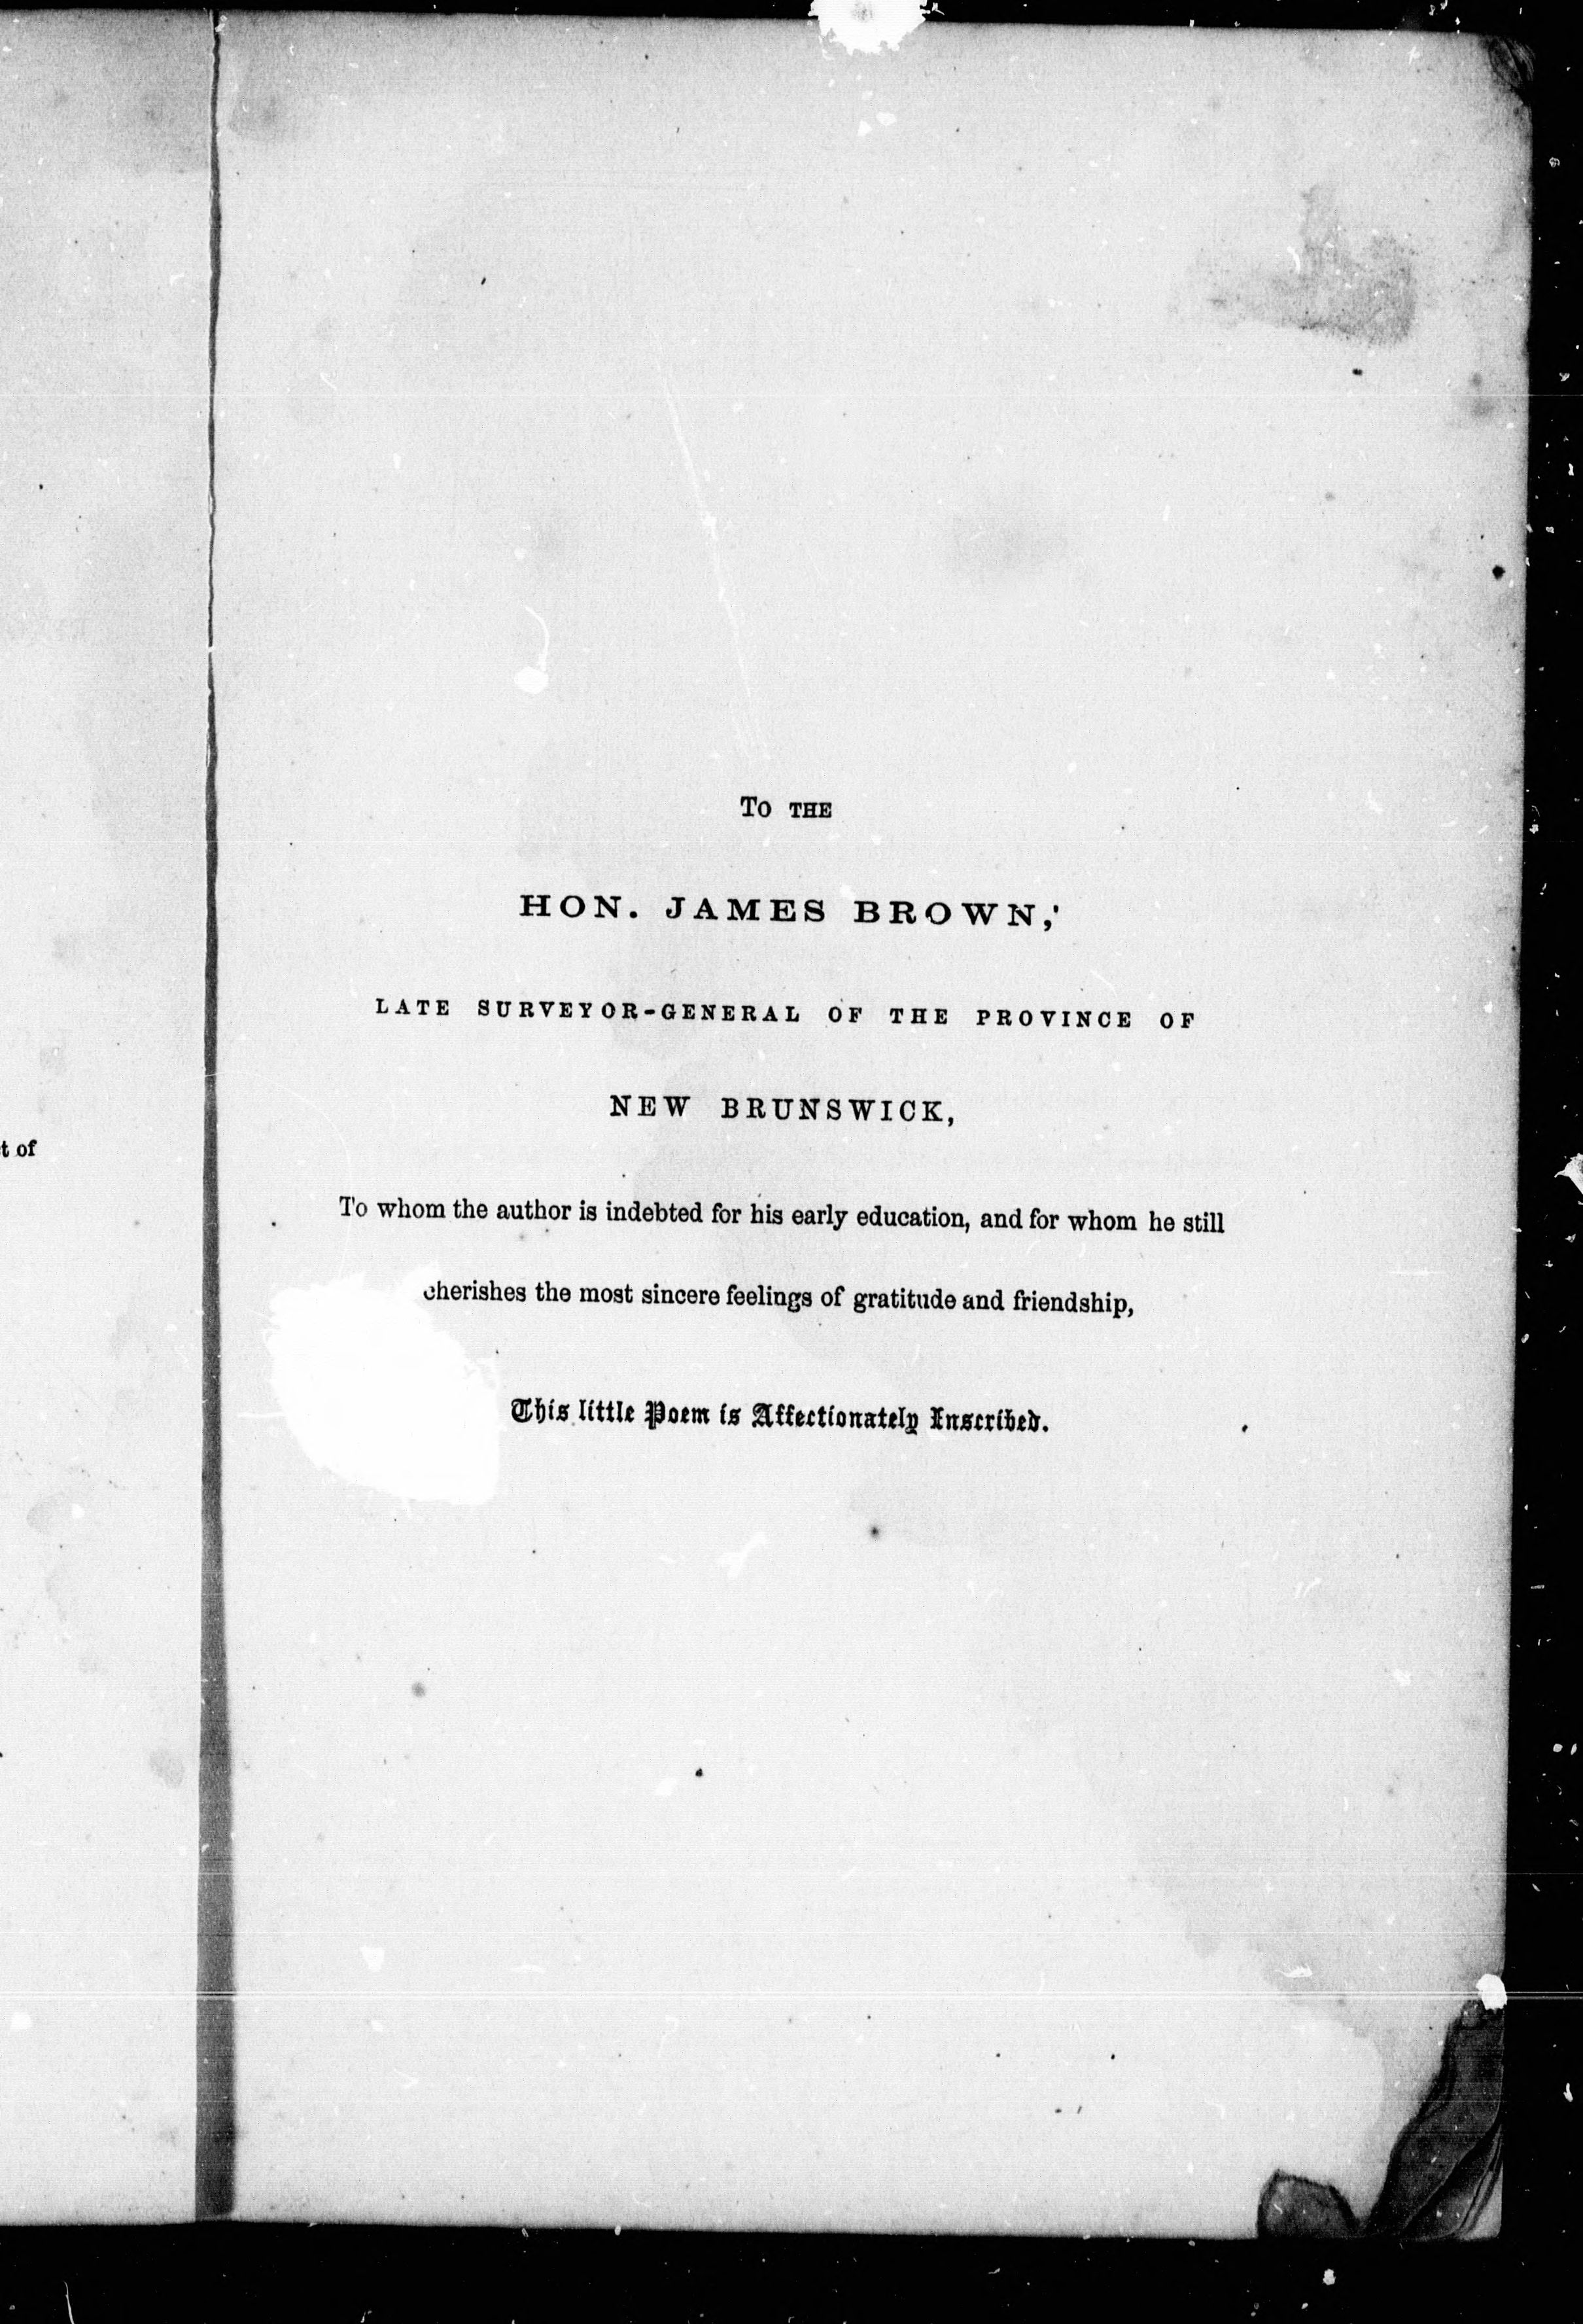 t of
To THE
HON. JAMES BROWN,
LATE SURVEYOR-GENERAL OF THE PROVINCE OF
NEW BRUNSWICK,
To whom the author is indebted for his early education, and for whom he still
cherishes the most sincere feelings of gratitude and friendship,
This little Poem is Affectionately Inscribed.